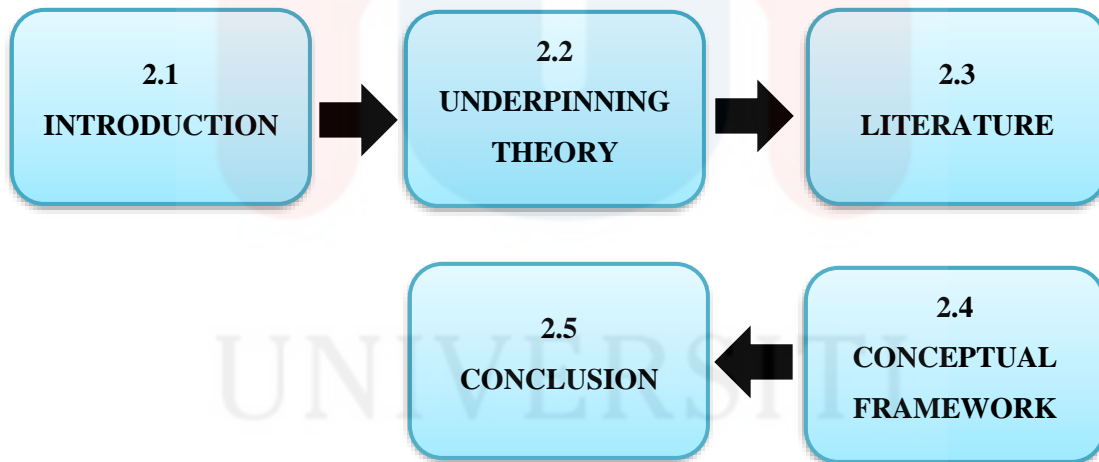 2.1
INTRODUCTION
2.2
UNDERPINNING
THEORY
2.3
LITERATURE
2.4
CONCEPTUAL
FRAMEWORK
2.5
CONCLUSION
UNIVERSITI